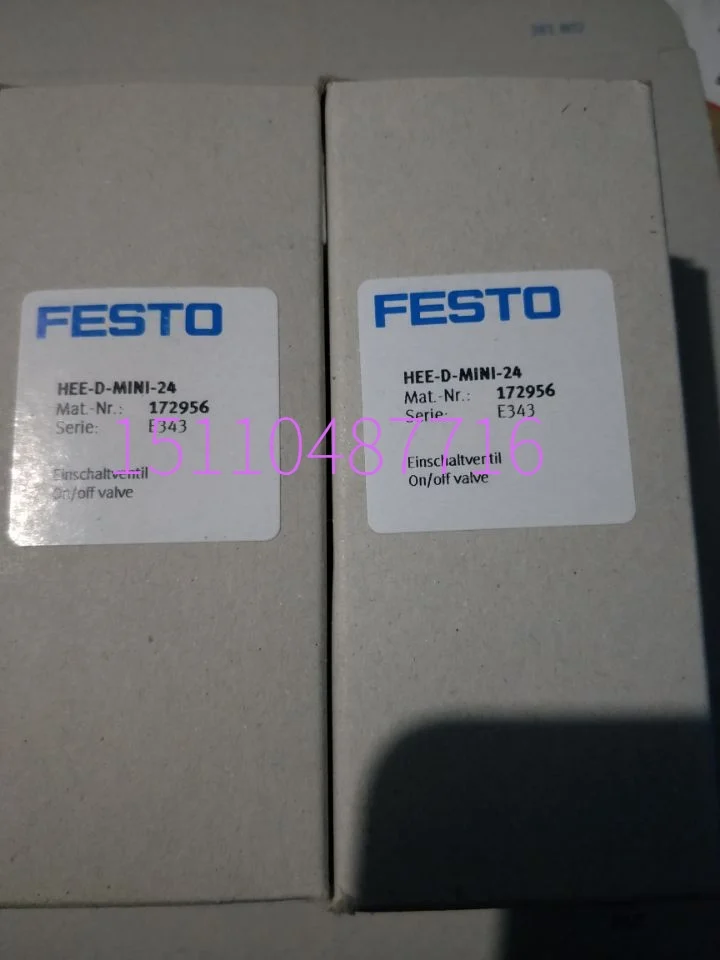 FESTO
HEE-D-MINI-24
Mat.-Nr.: 172956
Serie: E343
Einschaltventil
On/off valve
FESTO
HEE-D-MINI-24
Mat.-Nr.: 172956
Serie: E343
Einschaltventil
On/off valve
15110487716